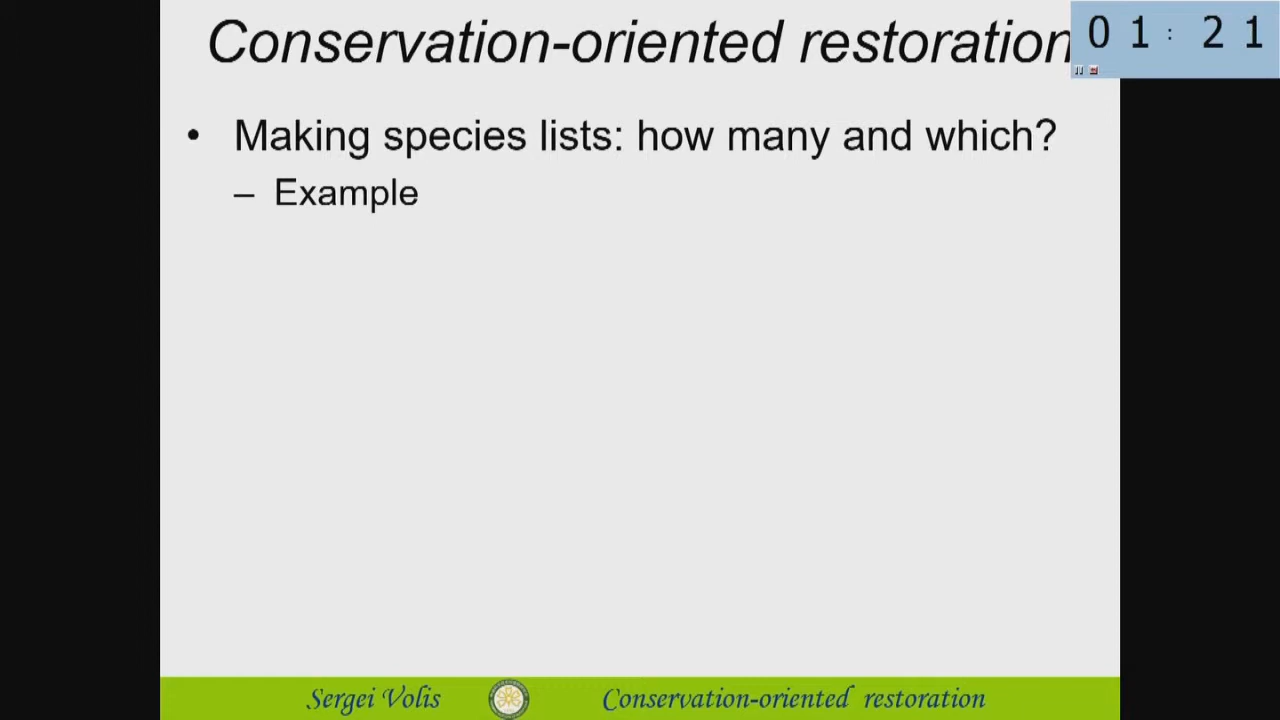 Conservation-oriented restoration
01:21
• Making species lists: how many and which?
– Example
Sergei Volis
Conservation-oriented restoration